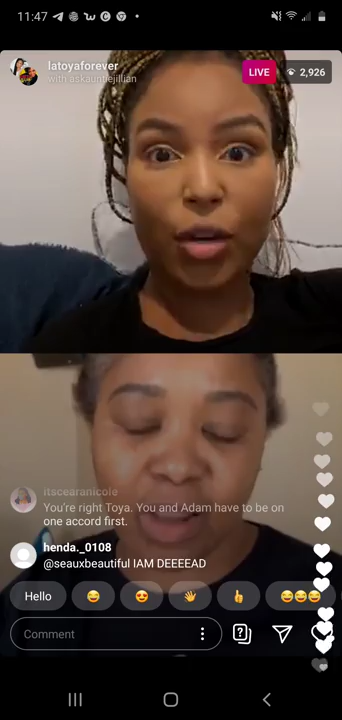 11:47
latoyaforever
with askauntiejillian
LIVE
2,926
itscearanicole
You're right Toya. You and Adam have to be on
one accord first.
henda._0108
@seauxbeautiful IAM DEEEEAD
Hello
Comment